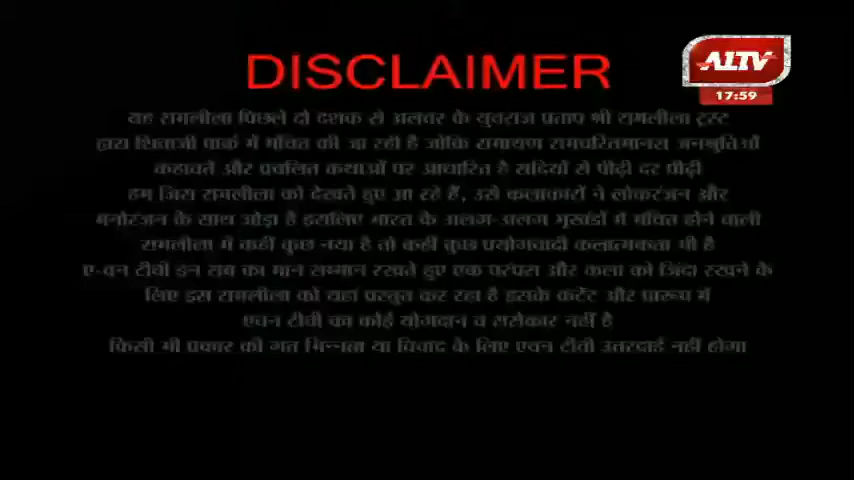 DISCLAIMER
A1TV
17:59
यह रामलीला पिछले दो दशक से अलवर के युवराज प्रताप श्री रामलीला ट्रस्ट
द्वारा शिवाजी पार्क में मंचित की जा रही है जोकि रामायण रामचरितमानस जनश्रुतिओं
कहावतें और प्रचलित कथाओं पर आधारित है सदियों से पीढ़ी दर पीढ़ी
हम जिस रामलीला को देखते हुए आ रहे हैं, उसे कलाकारों ने लोकरंजन और
मनोरंजन के साथ जोड़ा है इसलिए भारत के अलग-अलग भूखंडों में मंचित होने वाली
रामलीला में कहीं कुछ नया है तो कहीं कुछ प्रयोगवादी कलात्मकता भी है
ए-वन टीवी इन सब का मान सम्मान रखते हुए एक परंपरा और कला को जिंदा रखने के
लिए इस रामलीला को यहां प्रस्तुत कर रहा है इसके कंटेंट और प्रारूप में
एवन टीवी का कोई योगदान व सरोकार नहीं है
किसी भी प्रकार की मत भिन्नता या विवाद के लिए एवन टीवी उत्तरदाई नहीं होगा